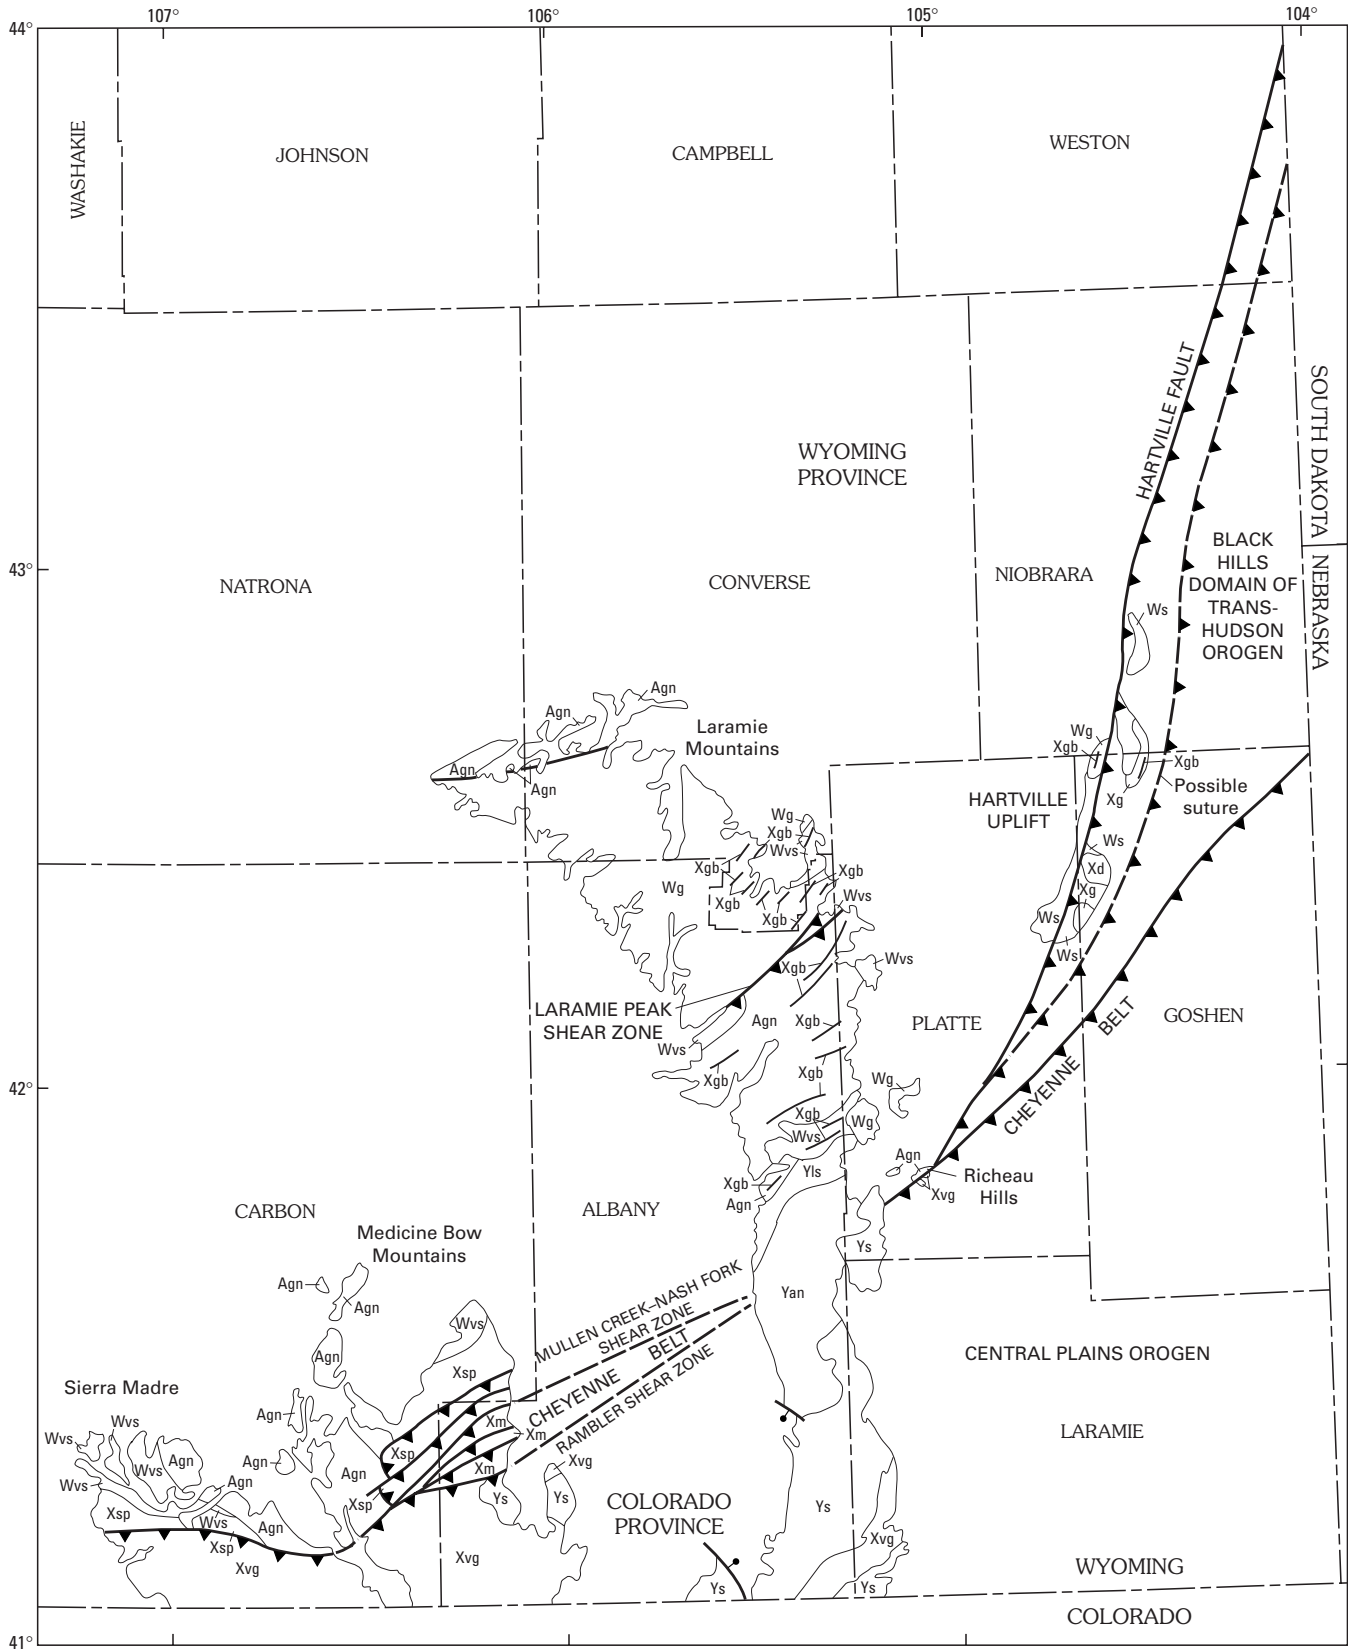 107°
106°
105°
104°
44°
WASHAKIE
JOHNSON
CAMPBELL
WESTON
HARTVILLE FAULT
SOUTH DAKOTA
NEBRASKA
WYOMING
PROVINCE
BLACK
HILLS
DOMAIN OF
TRANS-
HUDSON
OROGEN
43°
NATRONA
CONVERSE
NIOBRARA
Ws
Agn
Agn
Laramie
Mountains
Agn
Agn
Wg
Xgb
Xgb
Possible
suture
Xg
HARTVILLE
UPLIFT
Wg
Xgb
Wvs
Ws
Xd
Xg
Ws
Ws
Xgb
Xgb
Wg
Xgb
Xgb
Wvs
Xgb
Wvs
LARAMIE PEAK
SHEAR ZONE
Agn
Xgb
PLATTE
GOSHEN
CHEYENNE
BELT
Wvs
Xgb
Xgb
Wg
42°
Xgb
Wg
Wvs
Yls
Agn
Richeau
Hills
Xvg
Xgb
Agn
CARBON
ALBANY
Medicine Bow
Mountains
Ys
Agn
Agn
Yan
MULLEN CREEK–NASH FORK
SHEAR ZONE
CHEYENNE
BELT
RAMBLER SHEAR ZONE
Wvs
Agn
Xsp
CENTRAL PLAINS OROGEN
Sierra Madre
Agn
Wvs
Wvs
Wvs
Agn
Agn
Xm
Xm
Xsp
Xm
Xvg
LARAMIE
Wvs
Agn
Agn
Xsp
Ys
Ys
COLORADO
PROVINCE
Ys
Xsp
Wvs
Agn
Xsp
Xvg
Xvg
Xvg
Ys
Ys
WYOMING
COLORADO
41°